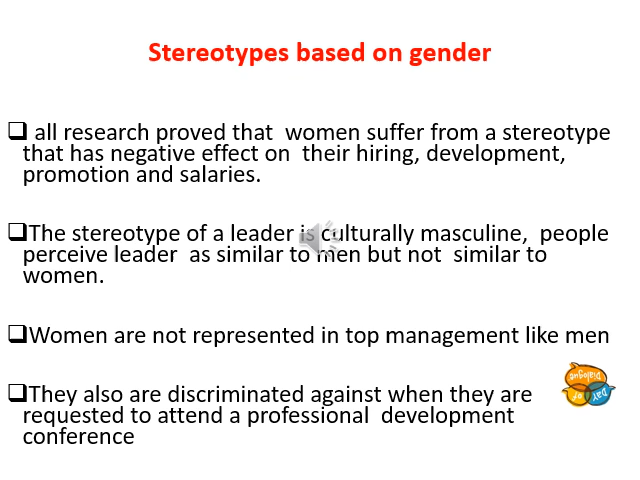 Stereotypes based on gender
all research proved that women suffer from a stereotype
that has negative effect on their hiring, development,
promotion and salaries.
The stereotype of a leader is culturally masculine, people
perceive leader as similar to men but not similar to
women.
Women are not represented in top management like men
They also are discriminated against when they are
requested to attend a professional development
conference
Dialogue
Day of